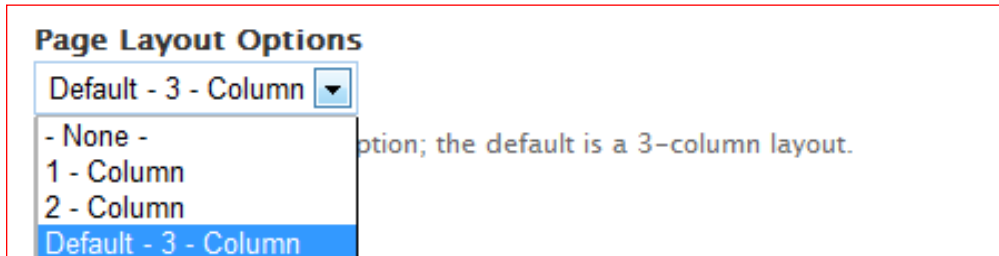 Page Layout Options
Default - 3 - Column
- None -
ption; the default is a 3-column layout.
1 - Column
2 - Column
Default - 3 - Column